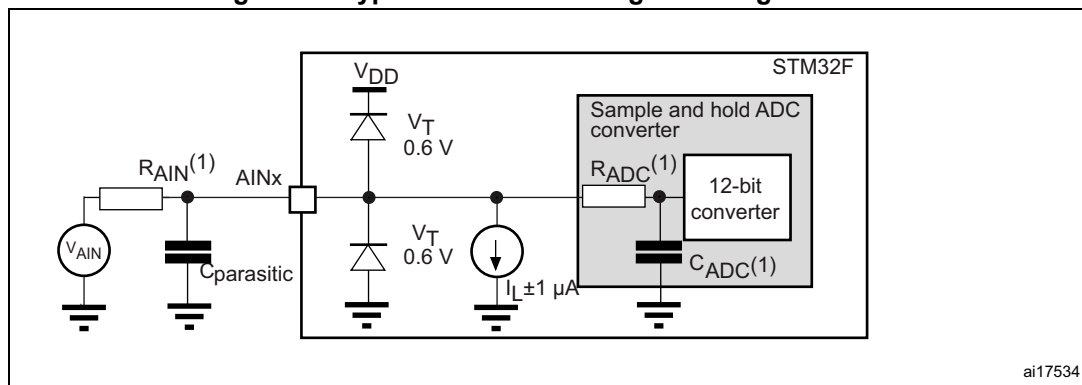 STM32F
VDD
Sample and hold ADC
converter
VT
0.6 V
RAIN(1)
AINx
RADC(1)
12-bit
converter
VAIN
Cparasitic
VT
0.6 V
IL±1 µA
CADC(1)
ai17534